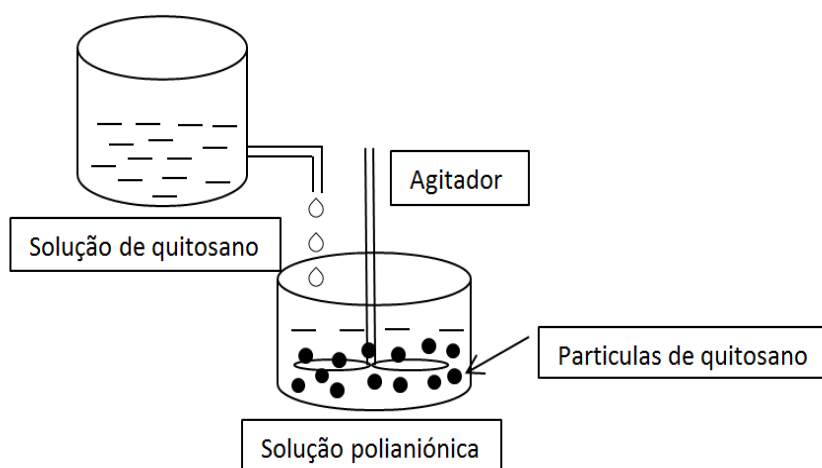 Agitador
Solução de quitosano
Particulas de quitosano
Solução polianiónica